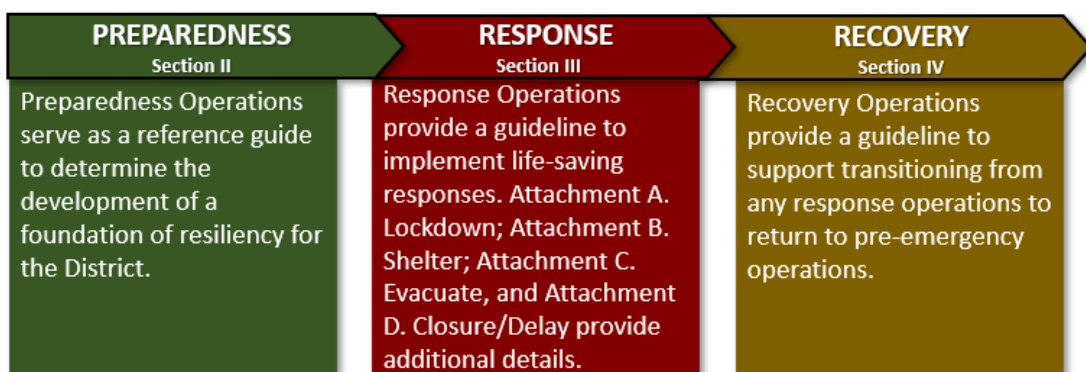 PREPAREDNESS
Section II
Preparedness Operations
serve as a reference guide
to determine the
development of a
foundation of resiliency for
the District.
RESPONSE
Section III
Response Operations
provide a guideline to
implement life-saving
responses. Attachment A.
Lockdown; Attachment B.
Shelter; Attachment C.
Evacuate, and Attachment
D. Closure/Delay provide
additional details.
RECOVERY
Section IV
Recovery Operations
provide a guideline to
support transitioning from
any response operations to
return to pre-emergency
operations.